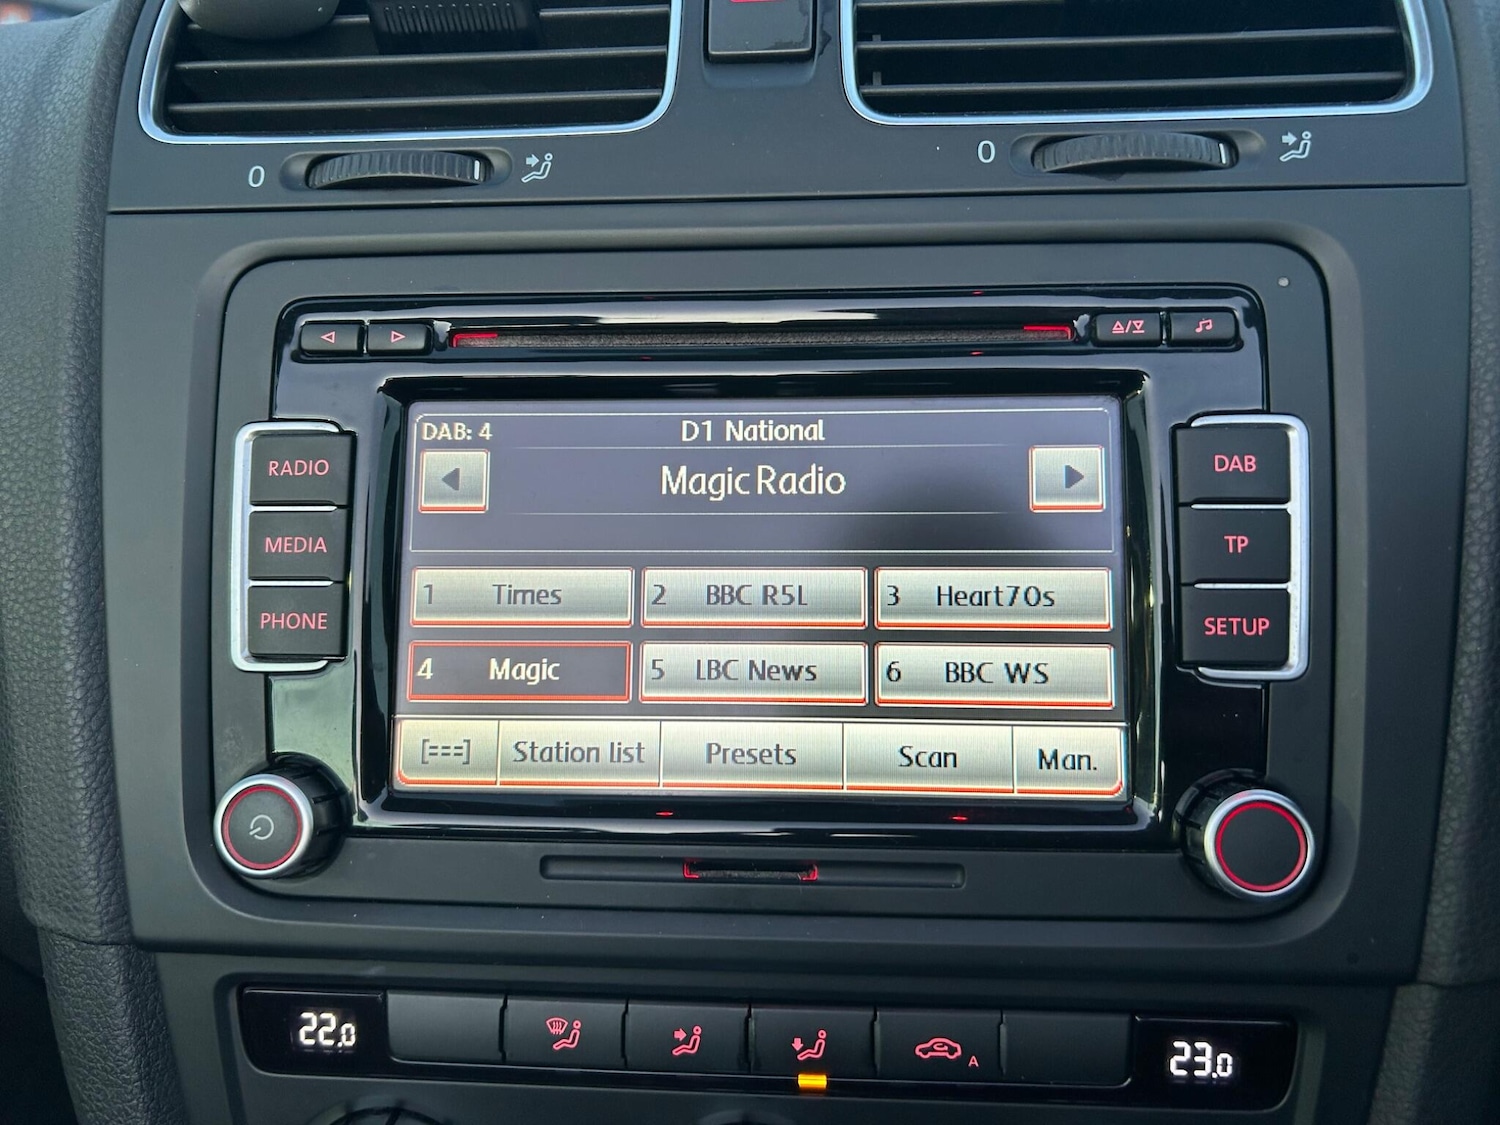 0
0
RADIO
MEDIA
PHONE
DAB: 4
D1 National
Magic Radio
1 Times
2 BBC R5L
3 Heart70s
4 Magic
5 LBC News
6 BBC WS
[===]
Station list
Presets
Scan
Man.
DAB
TP
SETUP
22.0
A
23.0